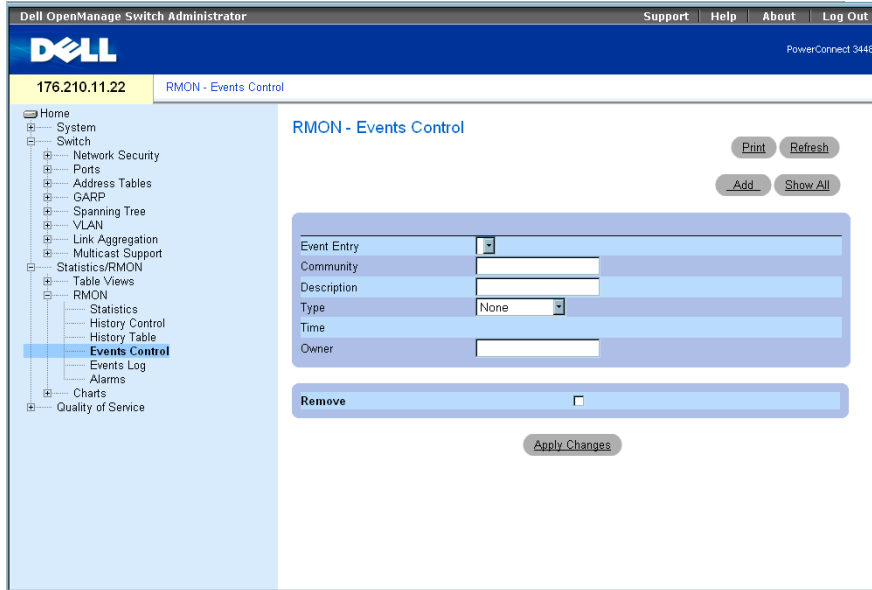 Dell OpenManage Switch Administrator
Support Help About Log Out
DELL
PowerConnect 3448
176.210.11.22
RMON - Events Control
Home
System
Switch
Network Security
Ports
Address Tables
GARP
Spanning Tree
VLAN
Link Aggregation
Multicast Support
Statistics/RMON
Table Views
RMON
Statistics
History Control
History Table
Events Control
Events Log
Alarms
Charts
Quality of Service
RMON - Events Control
Print Refresh
Add Show All
Event Entry
Community
Description
Type None
Time
Owner
Remove
Apply Changes